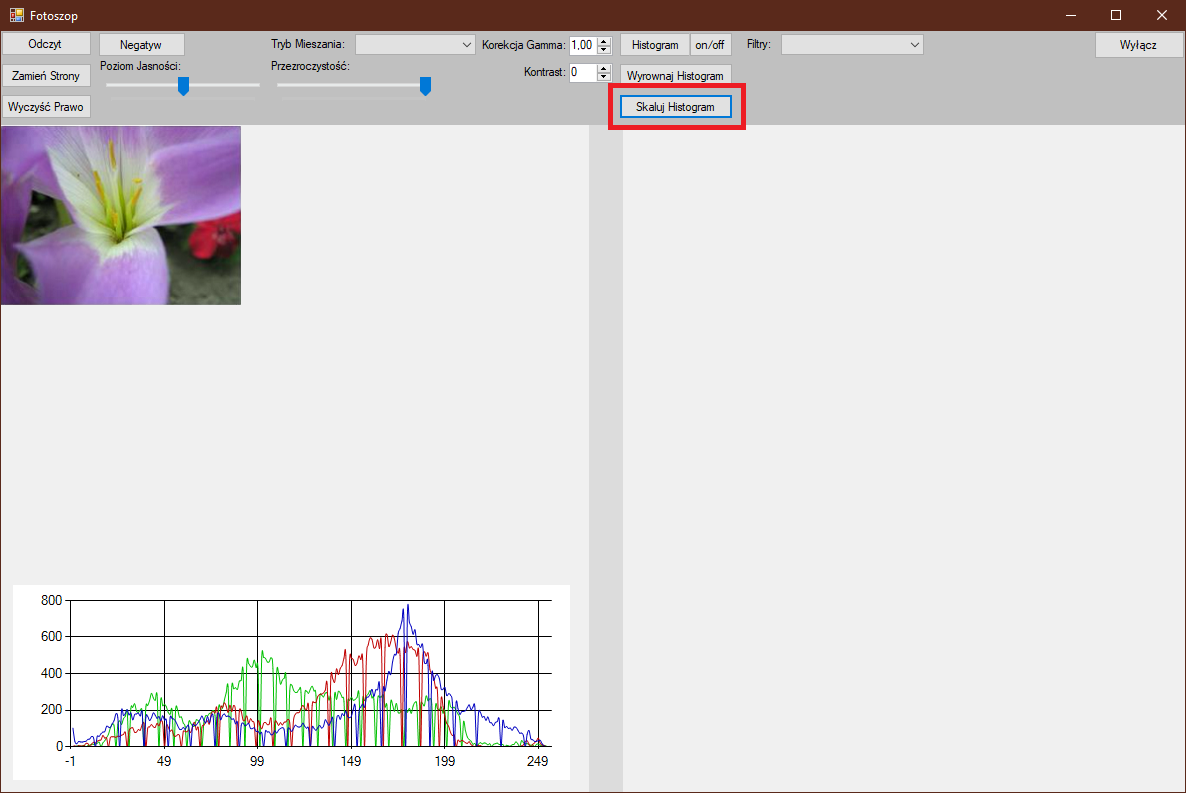 Fotoszop
Odczyt
Negatyw
Tryb Mieszania:
Korekcja Gamma:
1,00
Histogram
on/off
Filtry:
Wyłącz
Zamień Strony
Poziom Jasności:
Przezroczystość:
Kontrast:
0
Wyrownaj Histogram
Wyczyść Prawo
Skaluj Histogram
800
600
400
200
0
-1
49
99
149
199
249